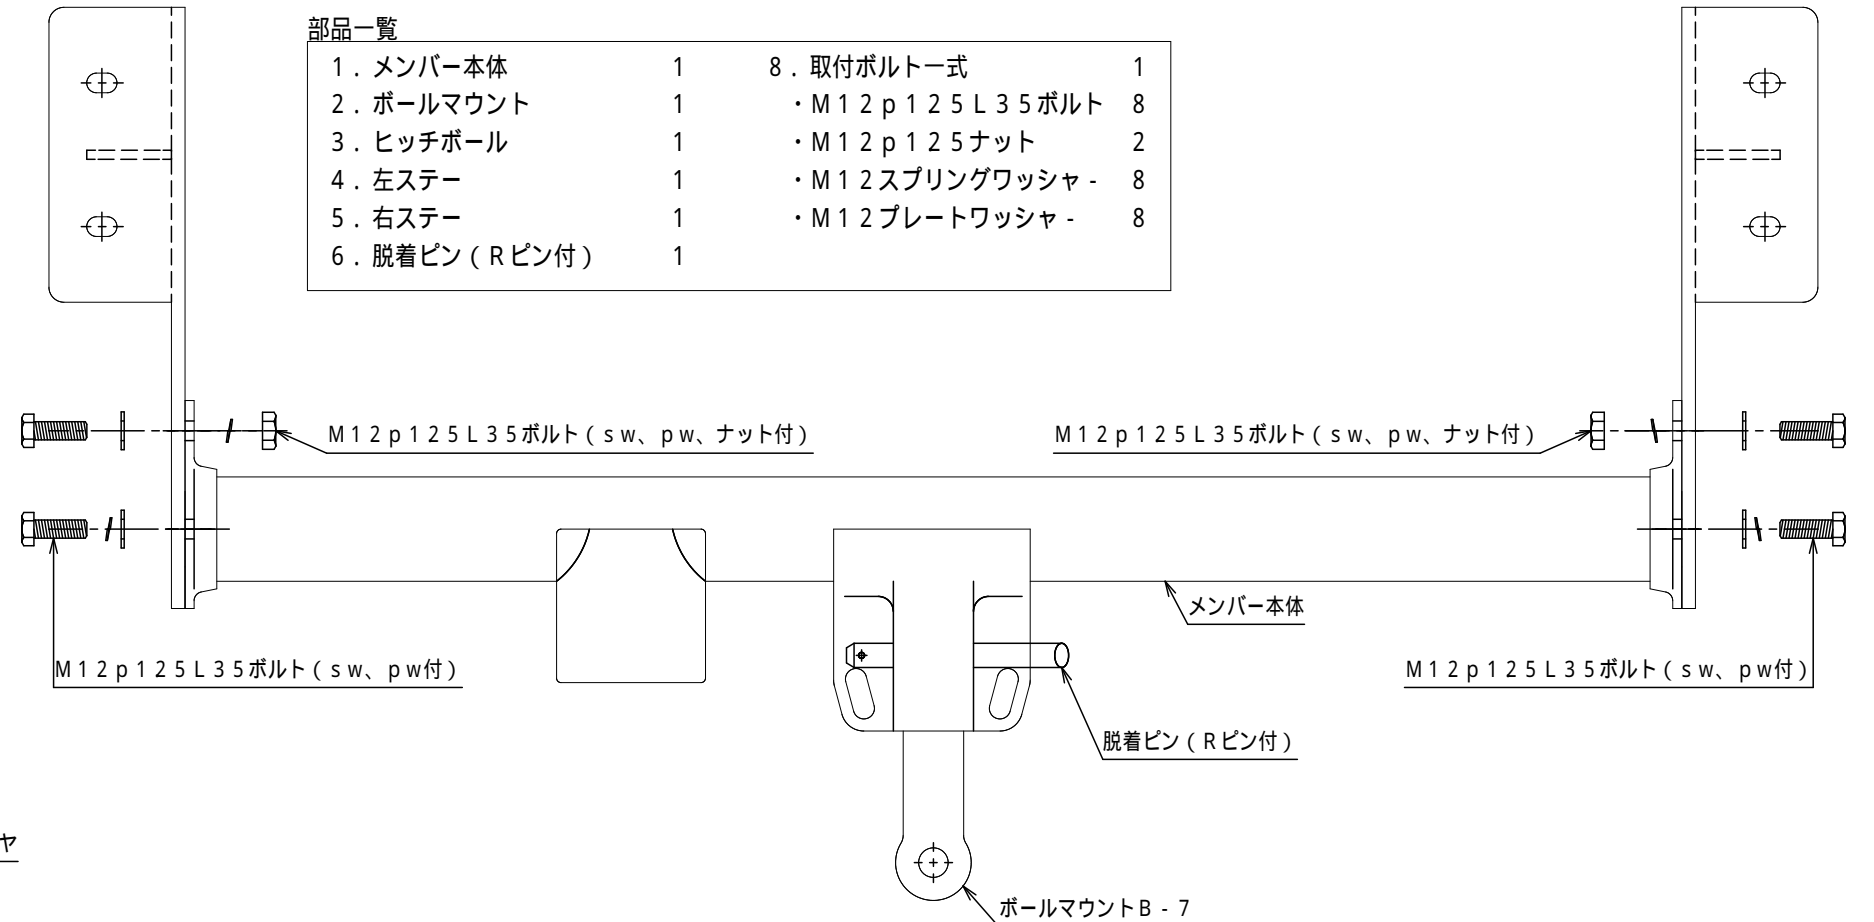 部品一覧
1．メンバー本体 1 8．取付ボルト一式 1
2．ボールマウント 1 ・M12p125L35ボルト 8
3．ヒッチボール 1 ・M12p125ナット 2
4．左ステー 1 ・M12スプリングワッシャ- 8
5．右ステー 1 ・M12プレートワッシャ- 8
6．脱着ピン（Rピン付） 1
M12p125L35ボルト（sw、pw、ナット付） M12p125L35ボルト（sw、pw、ナット付）
メンバー本体
M12p125L35ボルト（sw、pw付） M12p125L35ボルト（sw、pw付）
脱着ピン（Rピン付）
ヤ
ボールマウントB-7